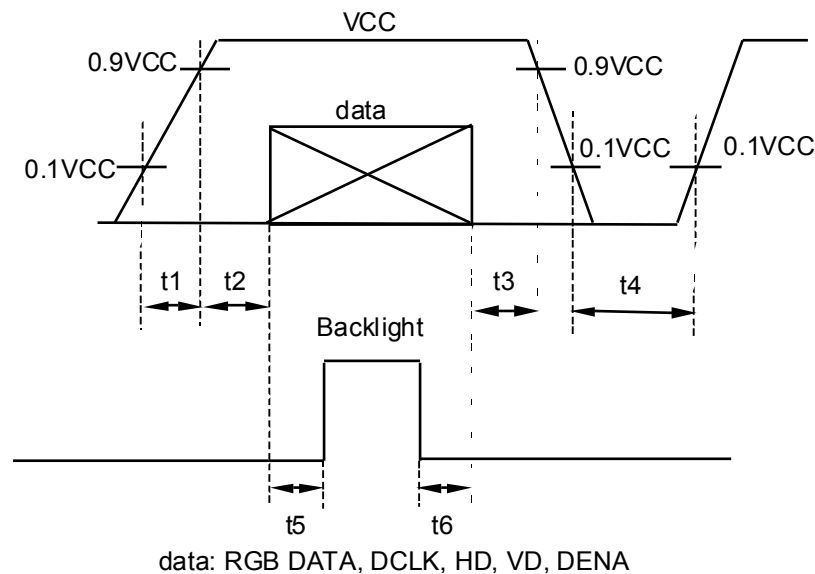 VCC
0.9VCC
0.9VCC
data
0.1VCC
0.1VCC
0.1VCC
t1
t2
t3
t4
Backlight
t5
t6
data: RGB DATA, DCLK, HD, VD, DENA